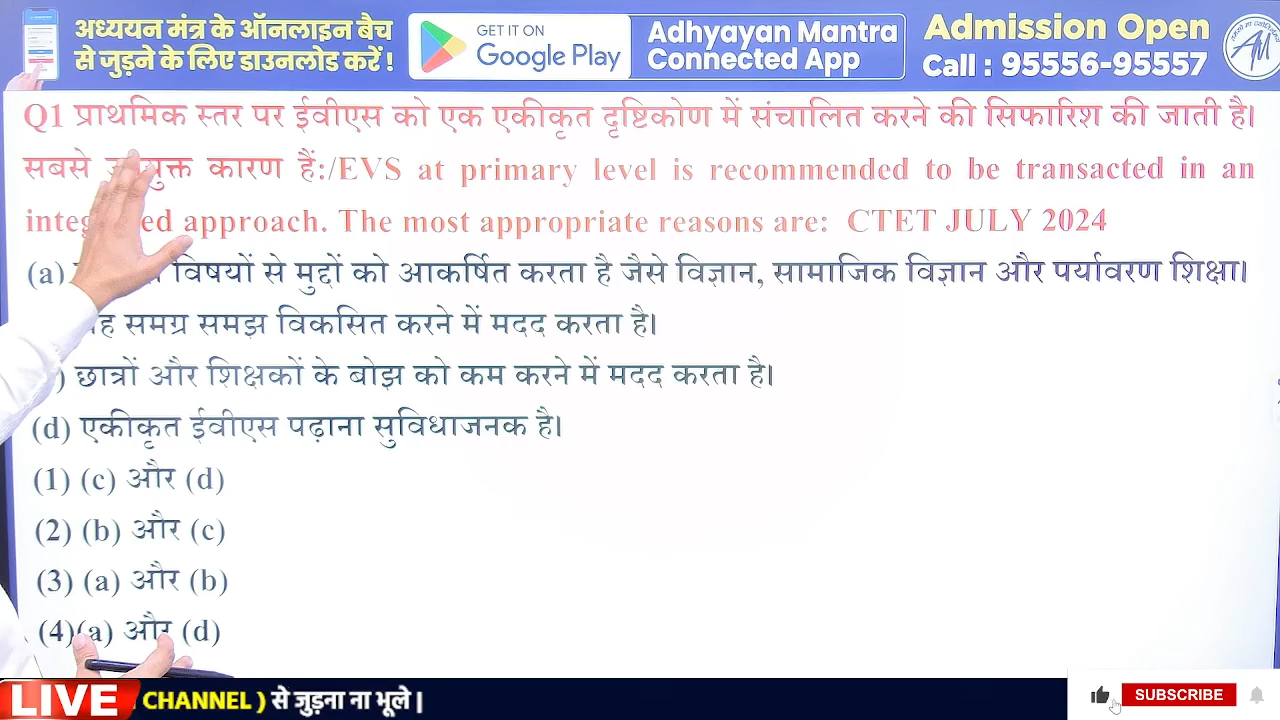 अध्ययन मंत्र के ऑनलाइन बैच
से जुड़ने के लिए डाउनलोड करें !
GET IT ON
Google Play
Adhyayan Mantra
Connected App
Admission Open
Call : 95556-95557
AM
Q1 प्राथमिक स्तर पर ईवीएस को एक एकीकृत दृष्टिकोण में संचालित करने की सिफारिश की जाती है।
सबसे कारण हैं:/EVS at primary level is recommended to be transacted in an
approach. The most appropriate reasons are: CTET JULY 2024
(a) विषयों से मुद्दों को आकर्षित करता है जैसे विज्ञान, सामाजिक विज्ञान और पर्यावरण शिक्षा।
समग्र समझ विकसित करने में मदद करता है।
) छात्रों और शिक्षकों के बोझ को कम करने में मदद करता है।
(d) एकीकृत ईवीएस पढ़ाना सुविधाजनक है।
(1) (c) और (d)
(2) (b) और (c)
(3) (a) और (b)
(4)(a) और (d)
LIVE
CHANNEL ) से जुड़ना ना भूले |
SUBSCRIBE